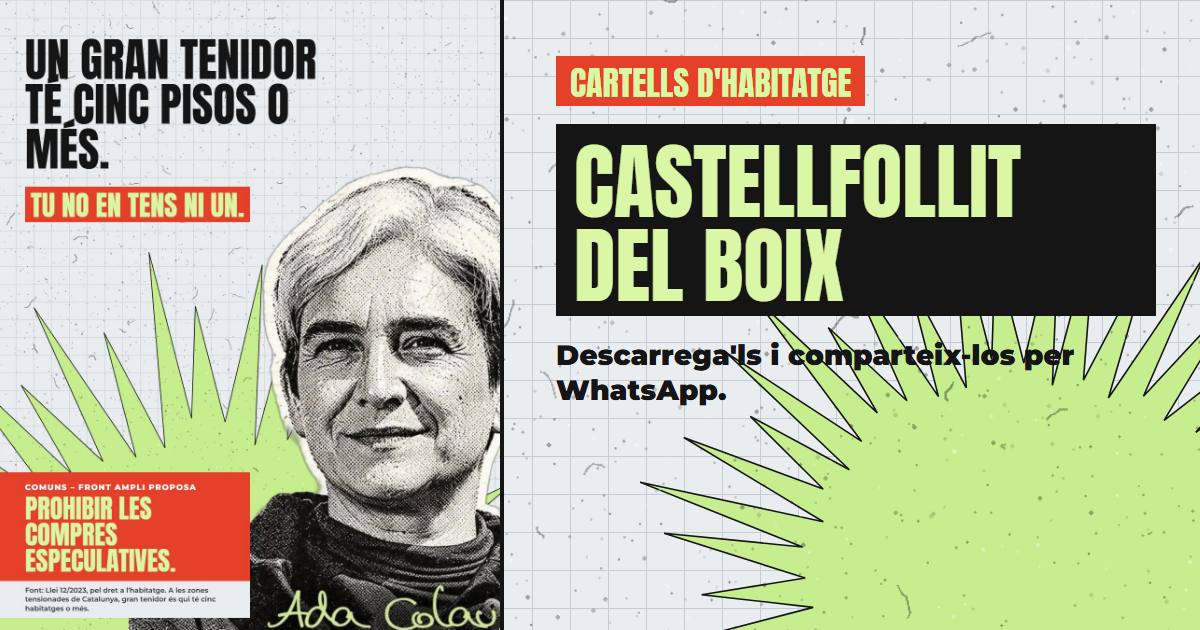 UN GRAN TENIDOR
TÉ CINC PISOS O
MÉS.
TU NO EN TENS NI UN.
COMUNS – FRONT AMPLI PROPOSA
PROHIBIR LES
COMPRES
ESPECULATIVES.
Font: Llei 12/2023, pel dret a l'habitatge. A les zones
tensionades de Catalunya, gran tenidor és qui té cinc
habitatges o més.
Ada Colau
CARTELLS D'HABITATGE
CASTELLFOLLIT
DEL BOIX
Descarrega'ls i comparteix-los per
WhatsApp.